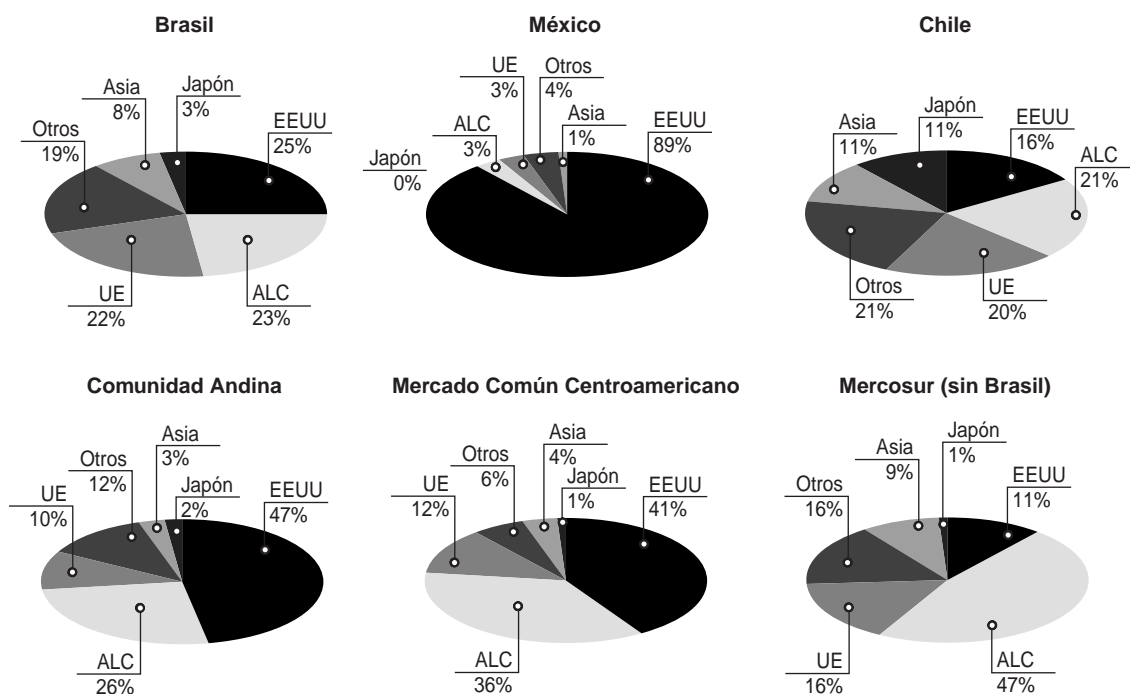 Brasil
Asia
8%
Japón
3%
Otros
19%
EEUU
25%
UE
22%
ALC
23%
México
UE
3%
Otros
4%
ALC
3%
Asia
1%
EEUU
89%
Japón
0%
Chile
Japón
11%
EEUU
16%
Asia
11%
ALC
21%
Otros
21%
UE
20%
Comunidad Andina
Asia
3%
Otros
12%
UE
10%
Japón
2%
EEUU
47%
ALC
26%
Mercado Común Centroamericano
Asia
4%
Otros
6%
UE
12%
Japón
1%
EEUU
41%
ALC
36%
Mercosur (sin Brasil)
Japón
1%
Asia
9%
EEUU
11%
Otros
16%
UE
16%
ALC
47%